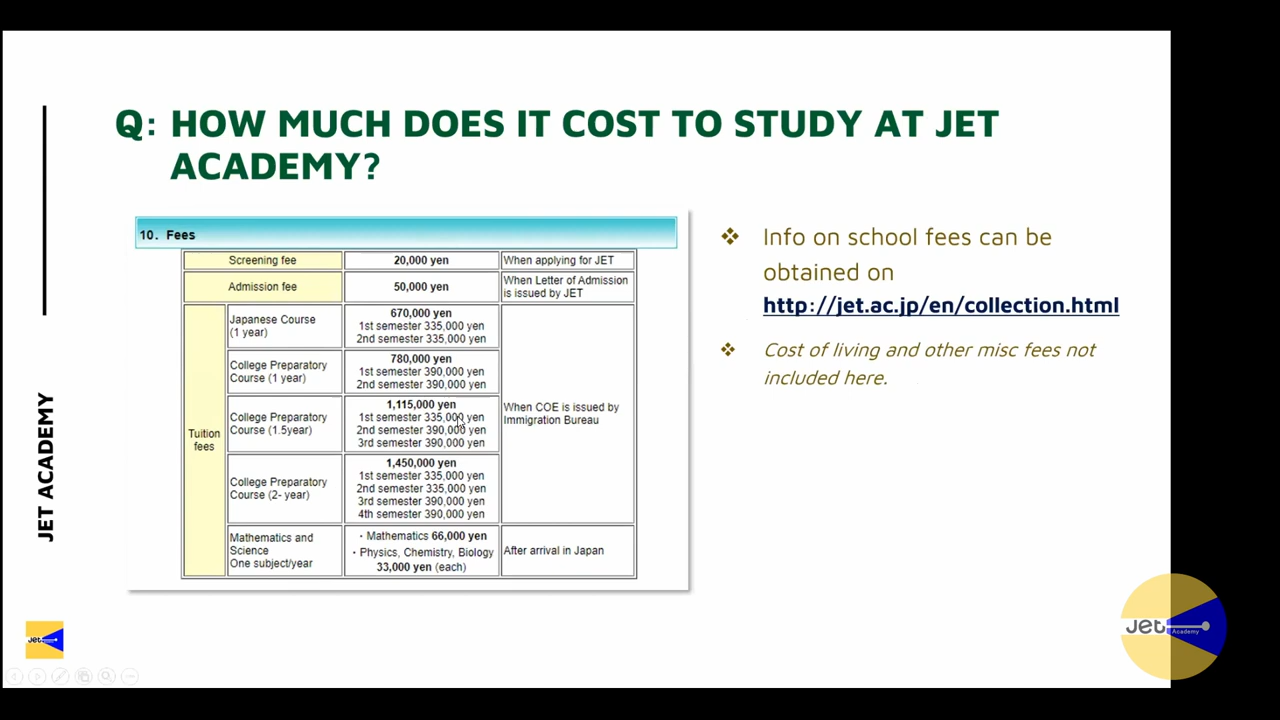 Q: HOW MUCH DOES IT COST TO STUDY AT JET
ACADEMY?
10. Fees
Screening fee 20,000 yen When applying for JET
Admission fee 50,000 yen When Letter of Admission
is issued by JET
Tuition
fees
Japanese Course
(1 year)
670,000 yen
1st semester 335,000 yen
2nd semester 335,000 yen
College Preparatory
Course (1 year)
780,000 yen
1st semester 390,000 yen
2nd semester 390,000 yen
College Preparatory
Course (1.5year)
1,115,000 yen
1st semester 335,000 yen
2nd semester 390,000 yen
3rd semester 390,000 yen
College Preparatory
Course (2- year)
1,450,000 yen
1st semester 335,000 yen
2nd semester 335,000 yen
3rd semester 390,000 yen
4th semester 390,000 yen
When COE is issued by
Immigration Bureau
Mathematics and
Science
One subject/year
・Mathematics 66,000 yen
・Physics, Chemistry, Biology
33,000 yen (each)
After arrival in Japan
❖ Info on school fees can be
obtained on
http://jet.ac.jp/en/collection.html
❖ Cost of living and other misc fees not
included here.
JET ACADEMY
Jet
Jet Academy